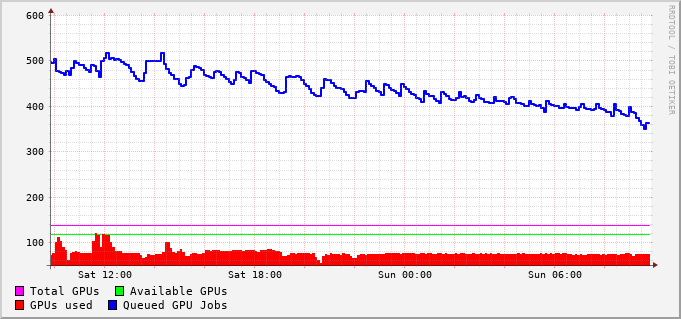 600
500
400
300
200
100
Sat 12:00 Sat 18:00 Sun 00:00 Sun 06:00
Total GPUs Available GPUs
GPUs used Queued GPU Jobs
RRDTOOL / TOBI OETIKER